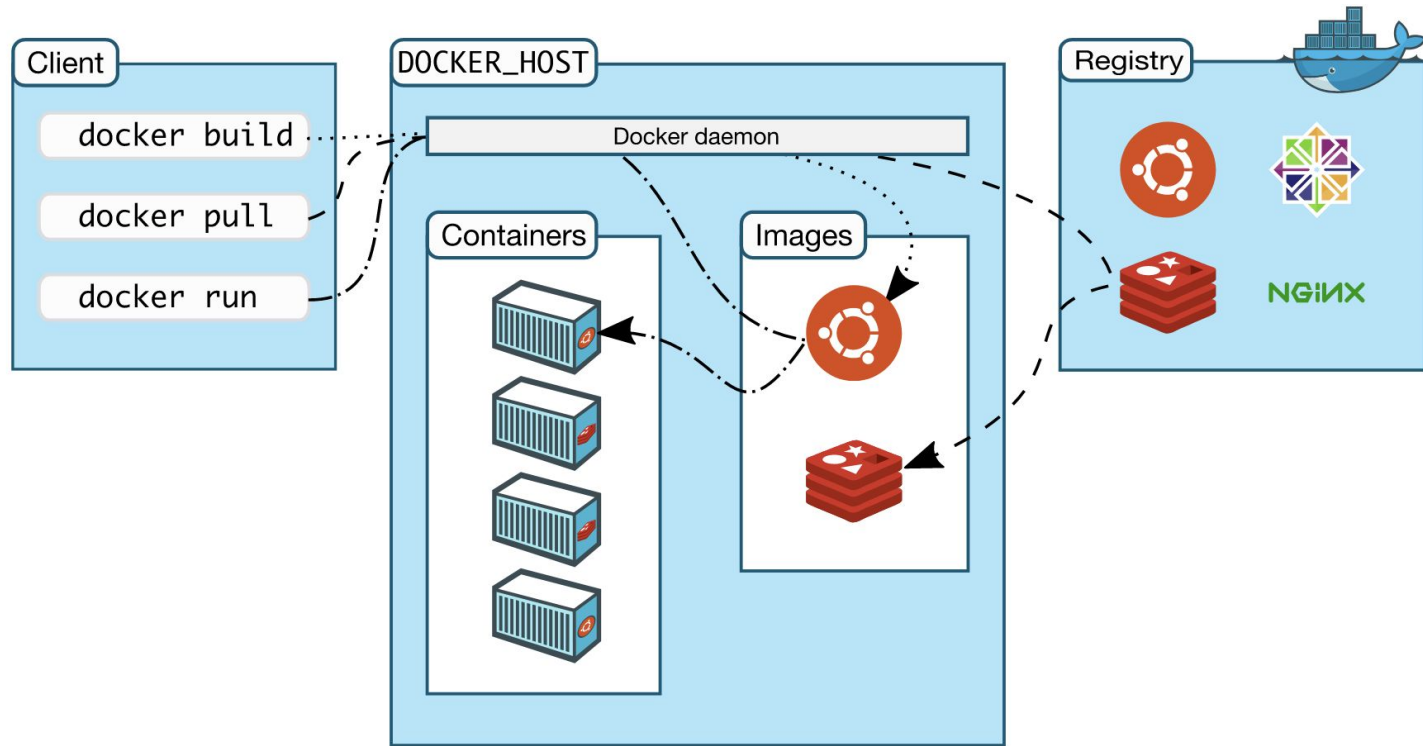 Client
docker build
docker pull
docker run
DOCKER_HOST
Docker daemon
Containers
Images
Registry
NGiNX